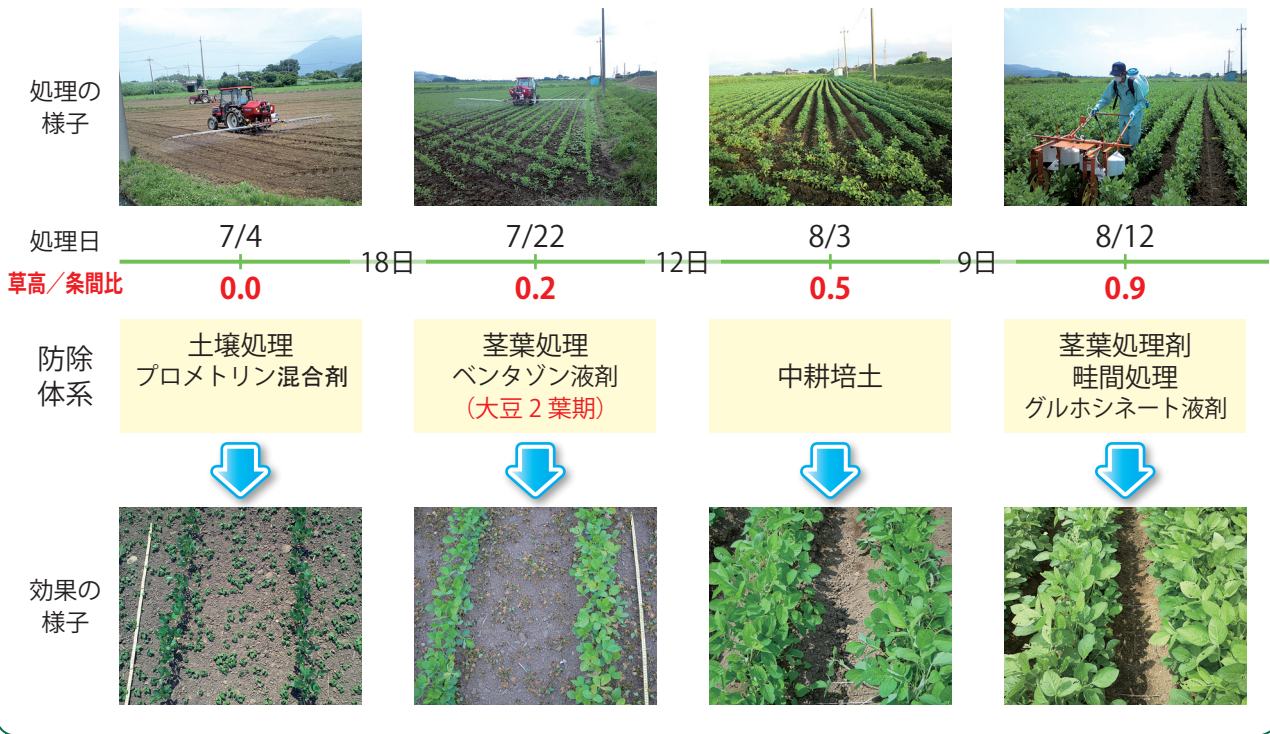 処理の
様子
処理日
7/4
18日
7/22
12日
8/3
9日
8/12
草高／条間比
0.0
0.2
0.5
0.9
防除
体系
土壌処理
プロメトリン混合剤
茎葉処理
ベンタゾン液剤
（大豆 2 葉期）
中耕培土
茎葉処理剤
畦間処理
グルホシネート液剤
効果の
様子